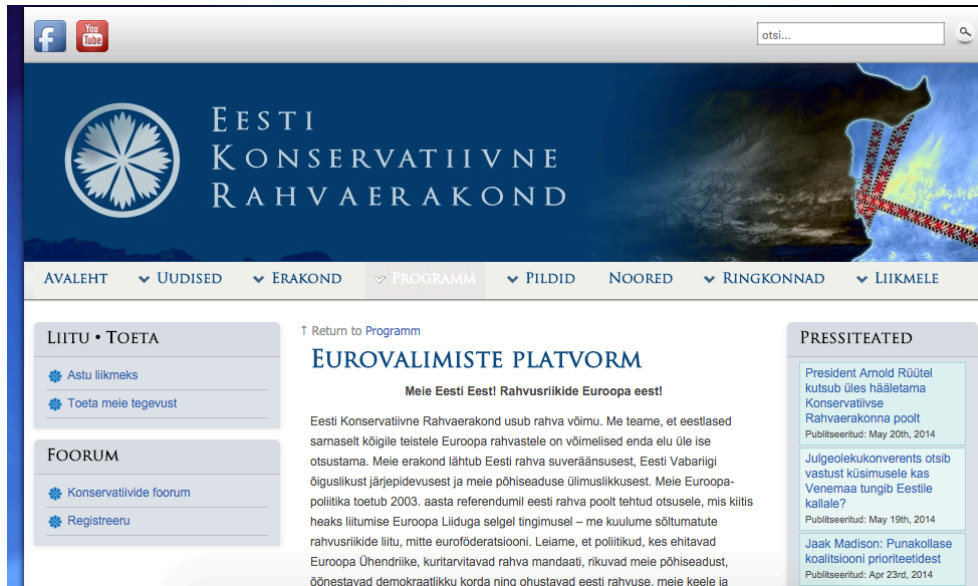 You
Tube
otsi...
EESTI
KONSERVATIIVNE
RAHVAERAKOND
AVALEHT UUDISED ERAKOND PROGRAMM PILDID NOORED RINGKONNAD LIIKMELE
LIITU • TOETA
Astu liikmeks
Toeta meie tegevust
FOORUM
Konservatiivide foorum
Registreeru
↑ Return to Programm
EUROVALIMISTE PLATVORM
Meie Eesti Eest! Rahvusriikide Euroopa eest!
Eesti Konservatiivne Rahvaerakond usub rahva võimu. Me teame, et eestlased
sarnaselt kõigile teistele Euroopa rahvastele on võimelised enda elu üle ise
otsustama. Meie erakond lähtub Eesti rahva suveräänsusest, Eesti Vabariigi
õiguslikust järjepidevusest ja meie põhiseaduse ülimuslikkusest. Meie Euroopa-
poliitika toetub 2003. aasta referendumil eesti rahva poolt tehtud otsusele, mis kiitis
heaks liitumise Euroopa Liiduga selgel tingimusel – me kuulume sõltumatute
rahvusriikide liitu, mitte euroföderatsiooni. Leiame, et poliitikud, kes ehitavad
Euroopa Ühendriike, kuritarvitavad rahva mandaati, rikuvad meie põhiseadust,
õõnestavad demokraatlikku korda ning ohustavad eesti rahvuse, meie keele ja
PRESSITEATED
President Arnold Rüütel
kutsub üles hääletama
Konservatiivse
Rahvaerakonna poolt
Publitseeritud: May 20th, 2014
Julgeolekukonverents otsib
vastust küsimusele kas
Venemaa tungib Eestile
kallale?
Publitseeritud: May 19th, 2014
Jaak Madison: Punakollase
koalitsiooni prioriteetidest
Publitseeritud: Apr 23rd, 2014